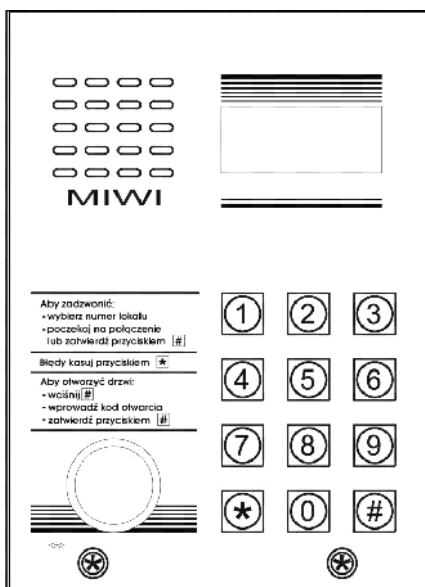 MIWI
Aby zadzwonić:
- wybierz numer lokalu
- poczekaj na połączenie
lub zatwierdź przyciskiem #
Błędy kasuj przyciskiem *
Aby otworzyć drzwi:
- wciśnij #
- wprowadź kod otwarcia
- zatwierdź przyciskiem #
1 2 3
4 5 6
7 8 9
* 0 #